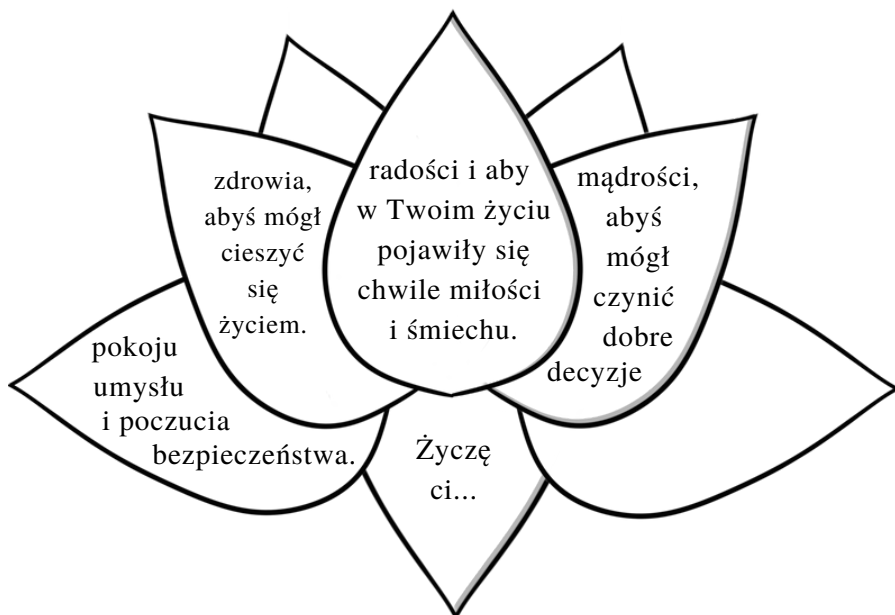 zdrowia,
abyś mógł
cieszyć
się
życiem.
radości i aby
w Twoim życiu
pojawiły się
chwile miłości
i śmiechu.
mądrości,
abyś
mógł
czynić
dobre
decyzje
pokoju
umysłu
i poczucia
bezpieczeństwa.
Życzę
ci...